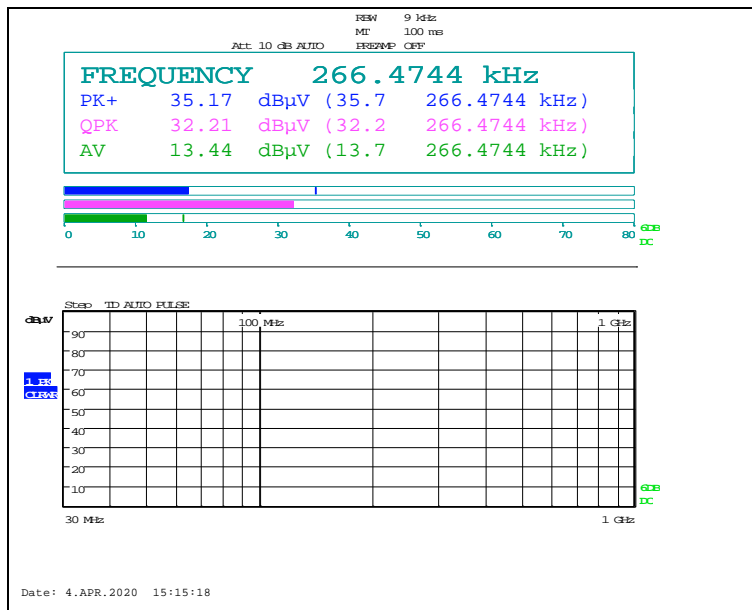 RBW 9 kHz
MT 100 ms
Att 10 dB AUTO PREAMP OFF
FREQUENCY 266.4744 kHz
PK+ 35.17 dBµV (35.7 266.4744 kHz)
QPK 32.21 dBµV (32.2 266.4744 kHz)
AV 13.44 dBµV (13.7 266.4744 kHz)
0 10 20 30 40 50 60 70 80
6DB
DC
Step TD AUTO PULSE
dBµV
100 MHz 1 GHz
90
80
70
1 PK
CLRWR
60
50
40
30
20
10
6DB
DC
30 MHz 1 GHz
Date: 4.APR.2020 15:15:18